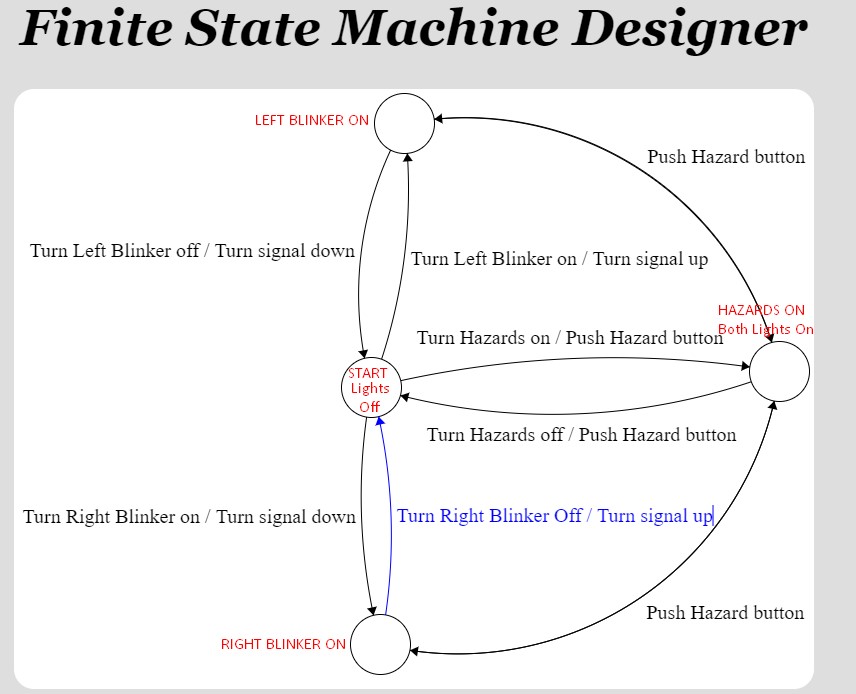 Finite State Machine Designer
LEFT BLINKER ON
Push Hazard button
Turn Left Blinker off / Turn signal down
Turn Left Blinker on / Turn signal up
HAZARDS ON
Both Lights On
Turn Hazards on / Push Hazard button
START
Lights
Off
Turn Hazards off / Push Hazard button
Turn Right Blinker on / Turn signal down
Turn Right Blinker Off / Turn signal up
Push Hazard button
RIGHT BLINKER ON